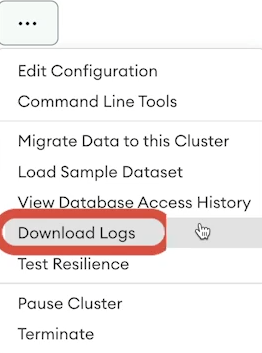 ...
Edit Configuration
Command Line Tools
Migrate Data to this Cluster
Load Sample Dataset
View Database Access History
Download Logs
Test Resilience
Pause Cluster
Terminate